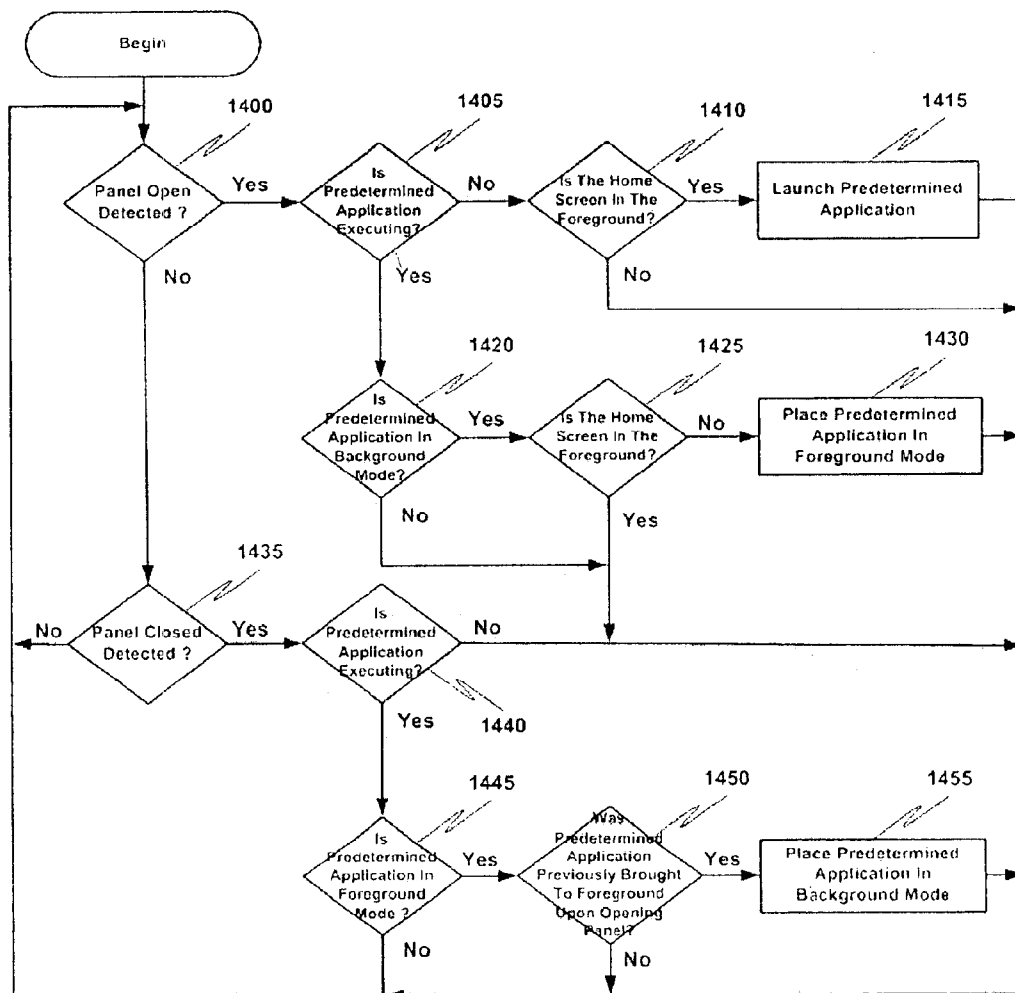 Begin
1400
1405
1410
1415
Panel Open
Detected ?
Yes
No
Is
Predetermined
Application
Executing?
No
Yes
Is The Home
Screen In The
Foreground?
Yes
No
Launch Predetermined
Application
1420
1425
1430
Is
Predetermined
Application In
Background
Mode?
Yes
No
Is The Home
Screen In The
Foreground?
No
Yes
Place Predetermined
Application In
Foreground Mode
1435
No
Panel Closed
Detected ?
Yes
Is
Predetermined
Application
Executing?
No
Yes
1440
1445
1450
1455
Is
Predetermined
Application In
Foreground
Mode ?
Yes
No
Was
Predetermined
Application
Previously Brought
To Foreground
Upon Opening
Panel?
Yes
No
Place Predetermined
Application In
Background Mode